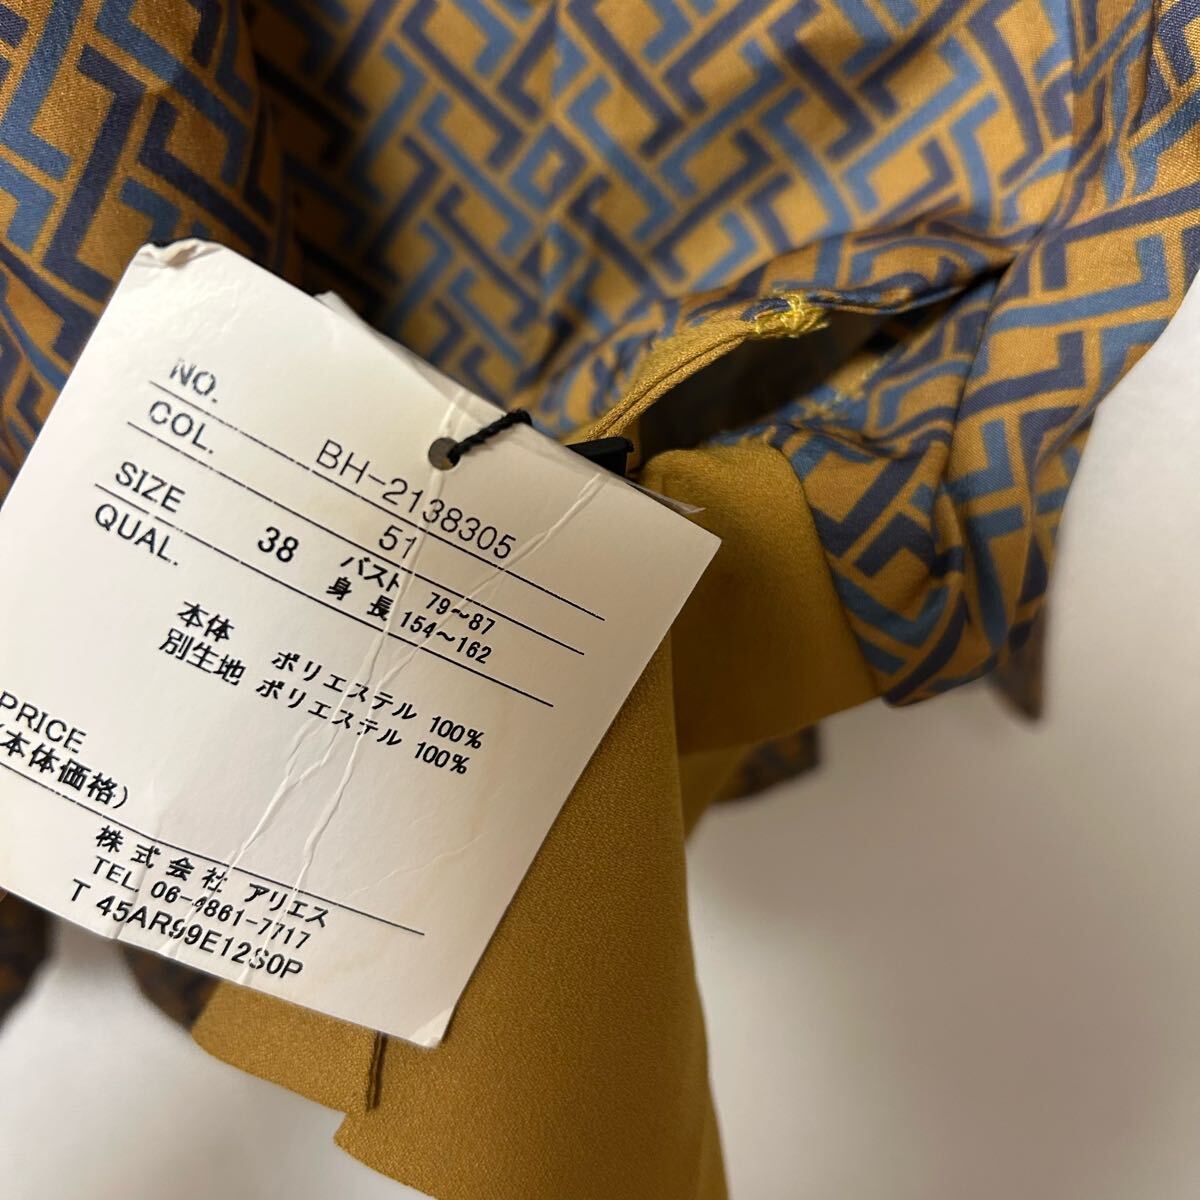 NO. BH-2138305
COL. 51
SIZE 38 バスト 79~87
身長 154~162
QUAL.
本体 ポリエステル 100%
別生地 ポリエステル 100%
PRICE
(本体価格)
株式会社 アリエス
TEL 06-4861-7717
T 45AR99E12S0P